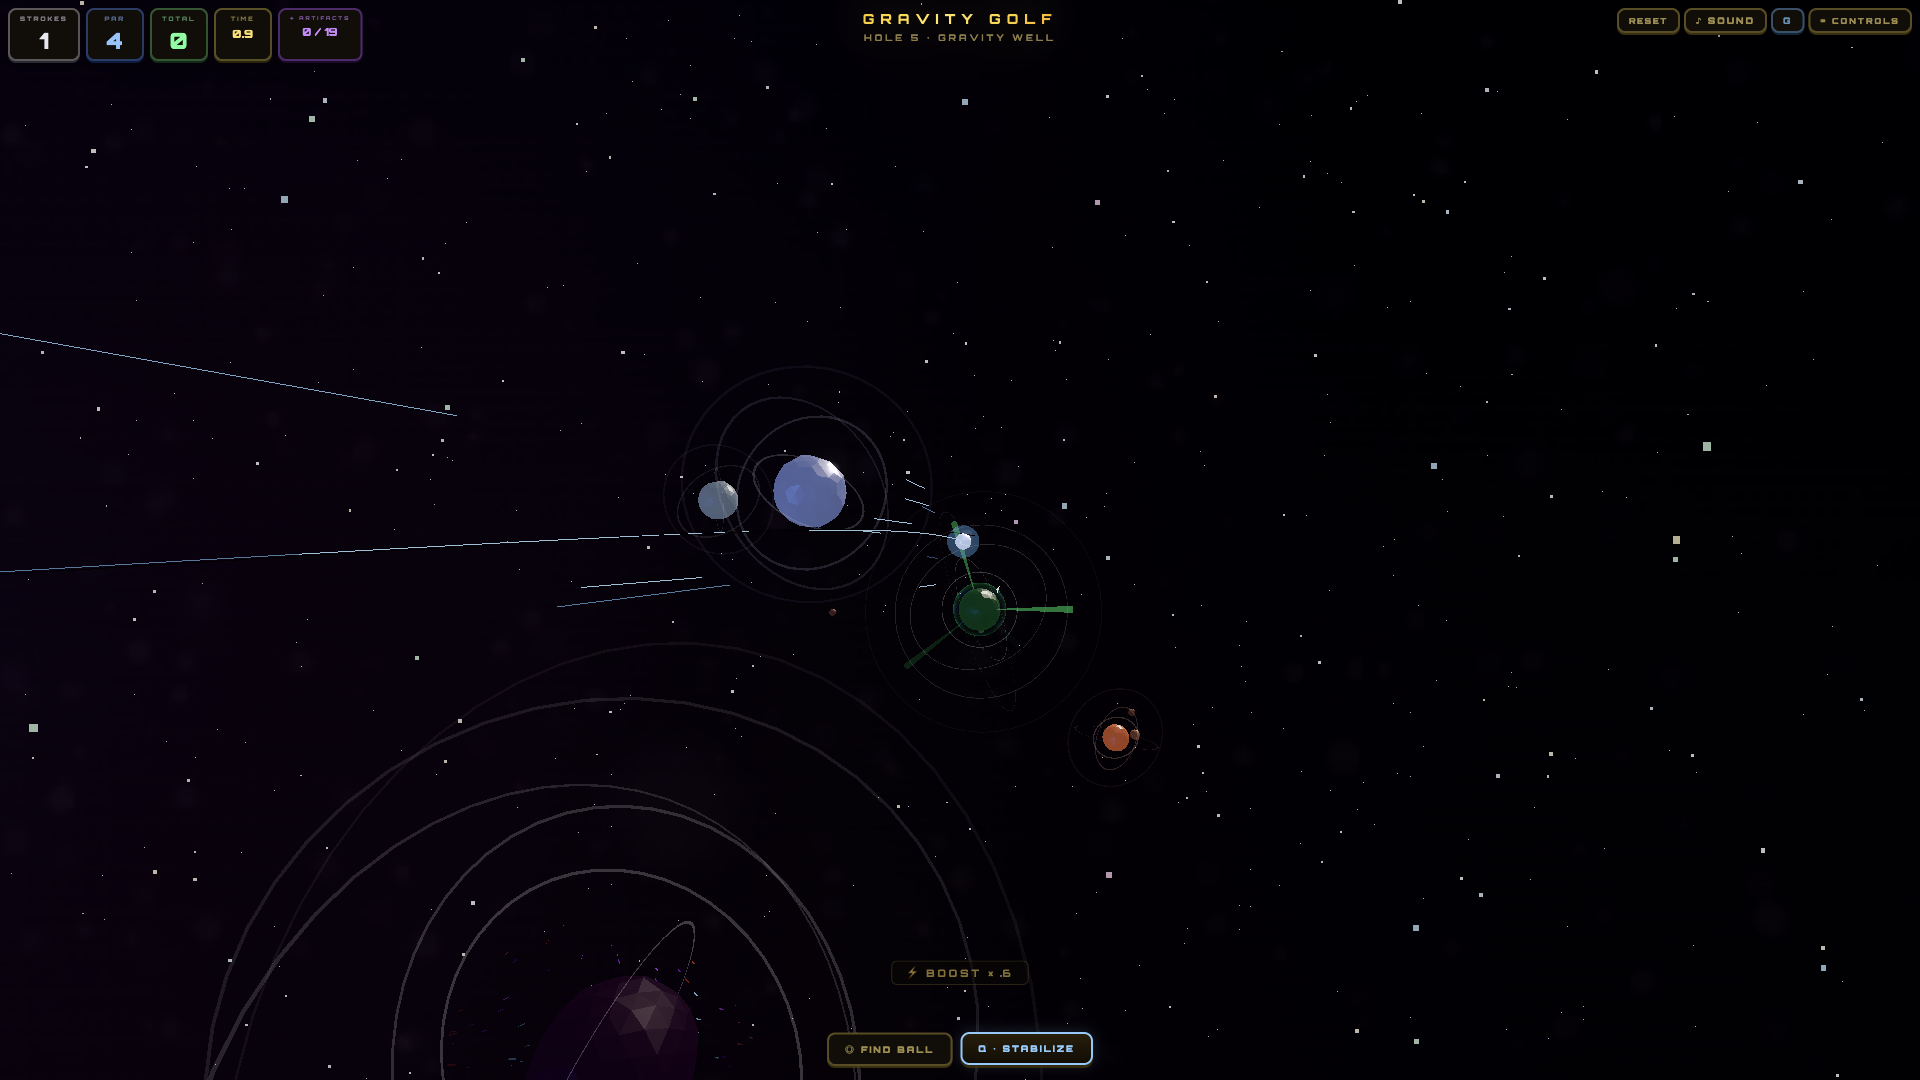 STROKES
1
PAR
4
TOTAL
0
TIME
0.9
+ ARTIFACTS
0 / 19
GRAVITY GOLF
HOLE 5 · GRAVITY WELL
RESET
♪ SOUND
Q
≡ CONTROLS
⚡ BOOST × .6
◎ FIND BALL
Q · STABILIZE